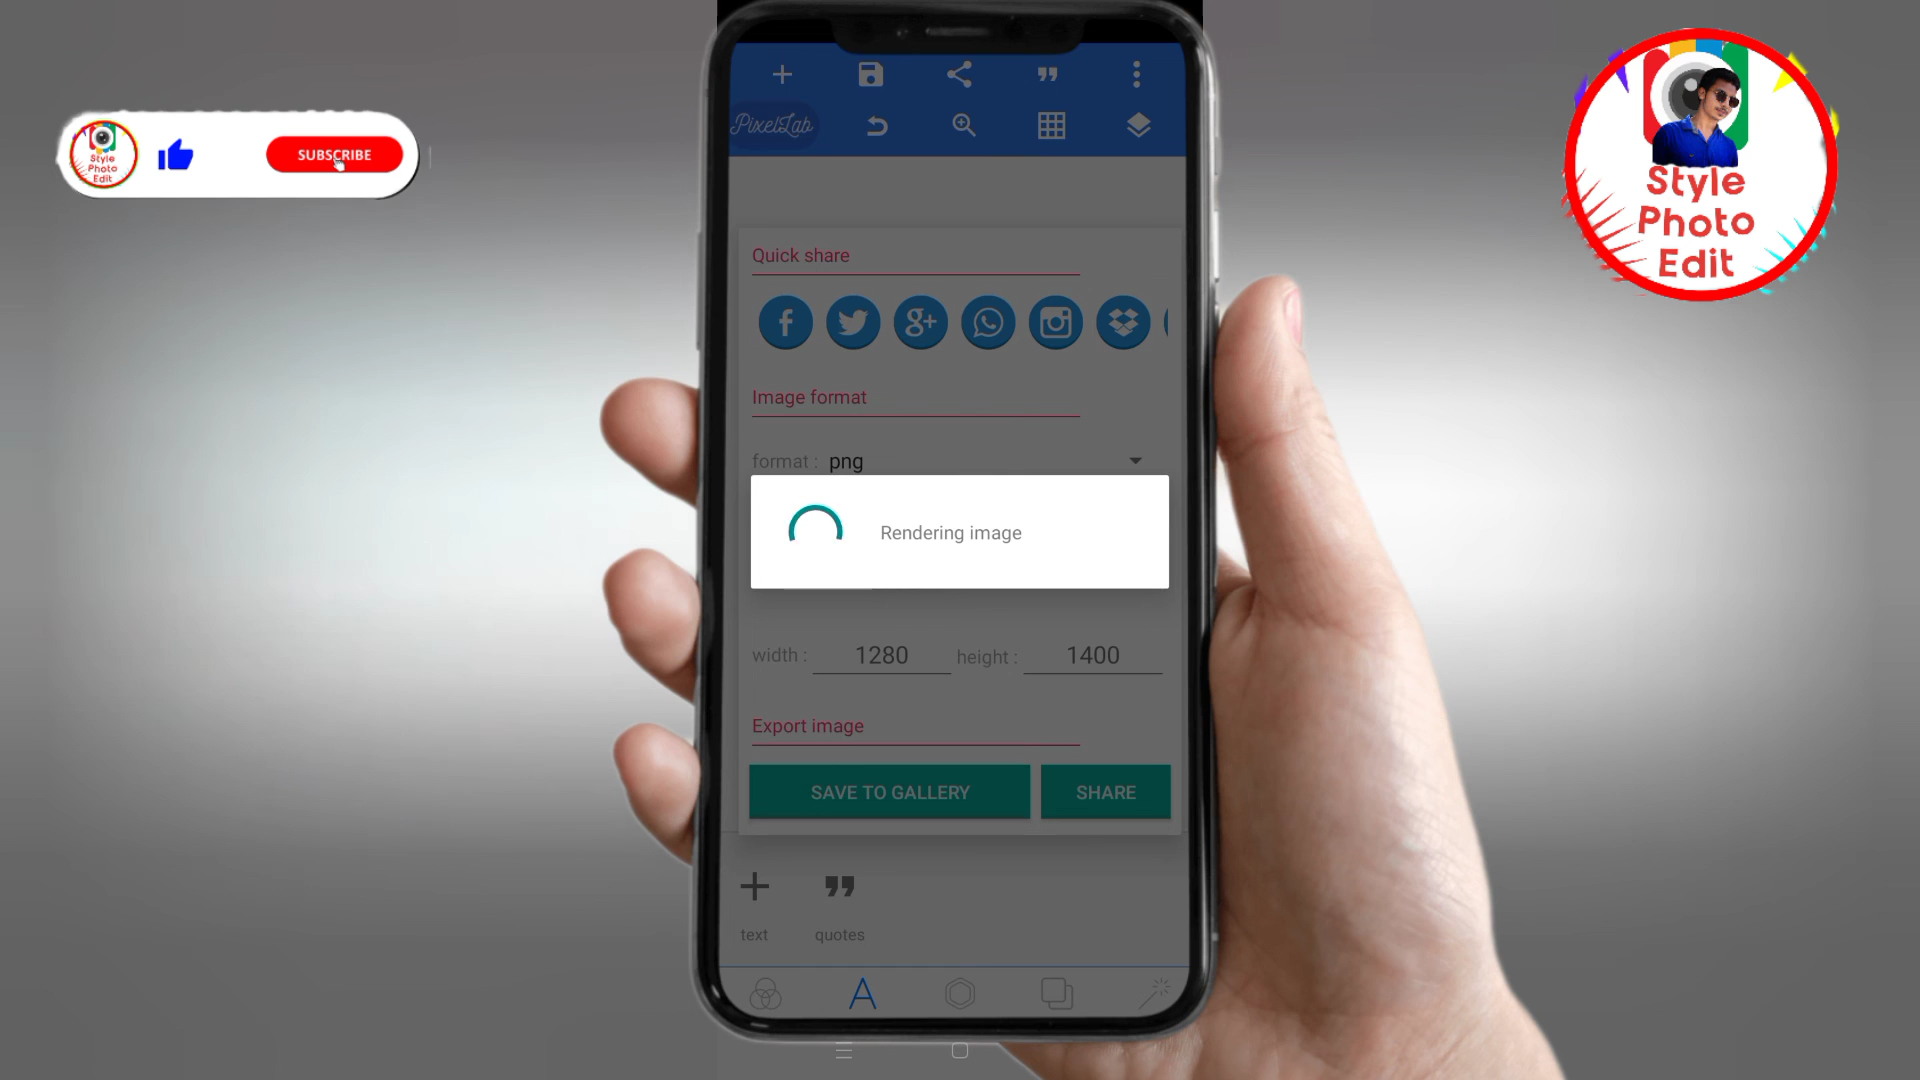 PixelLab
Style
Photo
Edit
SUBSCRIBE
Style
Photo
Edit
Quick share
Image format
format : png
Rendering image
width : 1280 height : 1400
Export image
SAVE TO GALLERY SHARE
text quotes